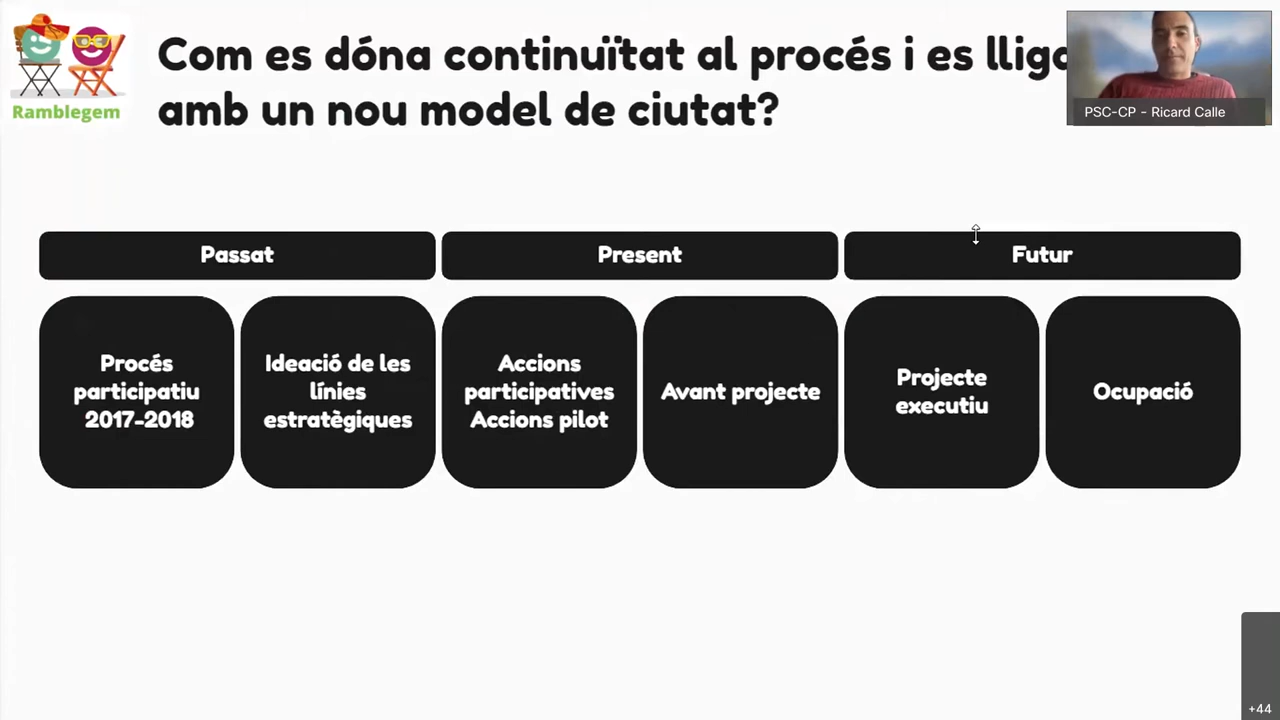 Ramblegem
Com es dóna continuïtat al procés i es lliga
amb un nou model de ciutat?
PSC-CP - Ricard Calle
Passat
Present
Futur
Procés
participatiu
2017-2018
Ideació de les
línies
estratègiques
Accions
participatives
Accions pilot
Avant projecte
Projecte
executiu
Ocupació
+44